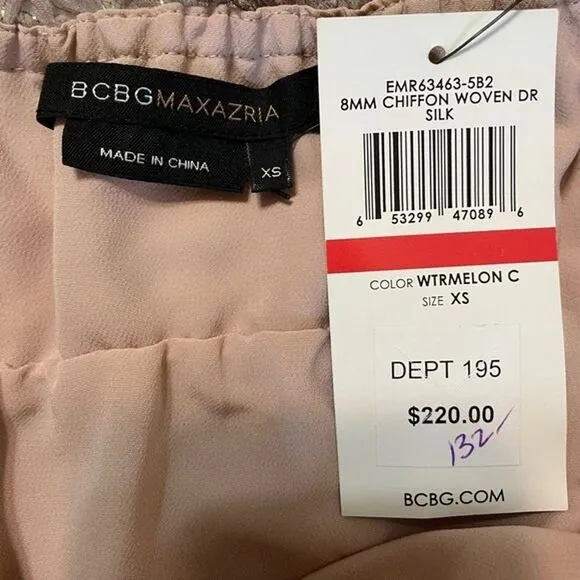 BCBGMAXAZRIA
MADE IN CHINA
XS
EMR63463-5B2
8MM CHIFFON WOVEN DR
SILK
6 53299 47089 6
COLOR WTRMELON C
SIZE XS
DEPT 195
$220.00
132-
BCBG.COM